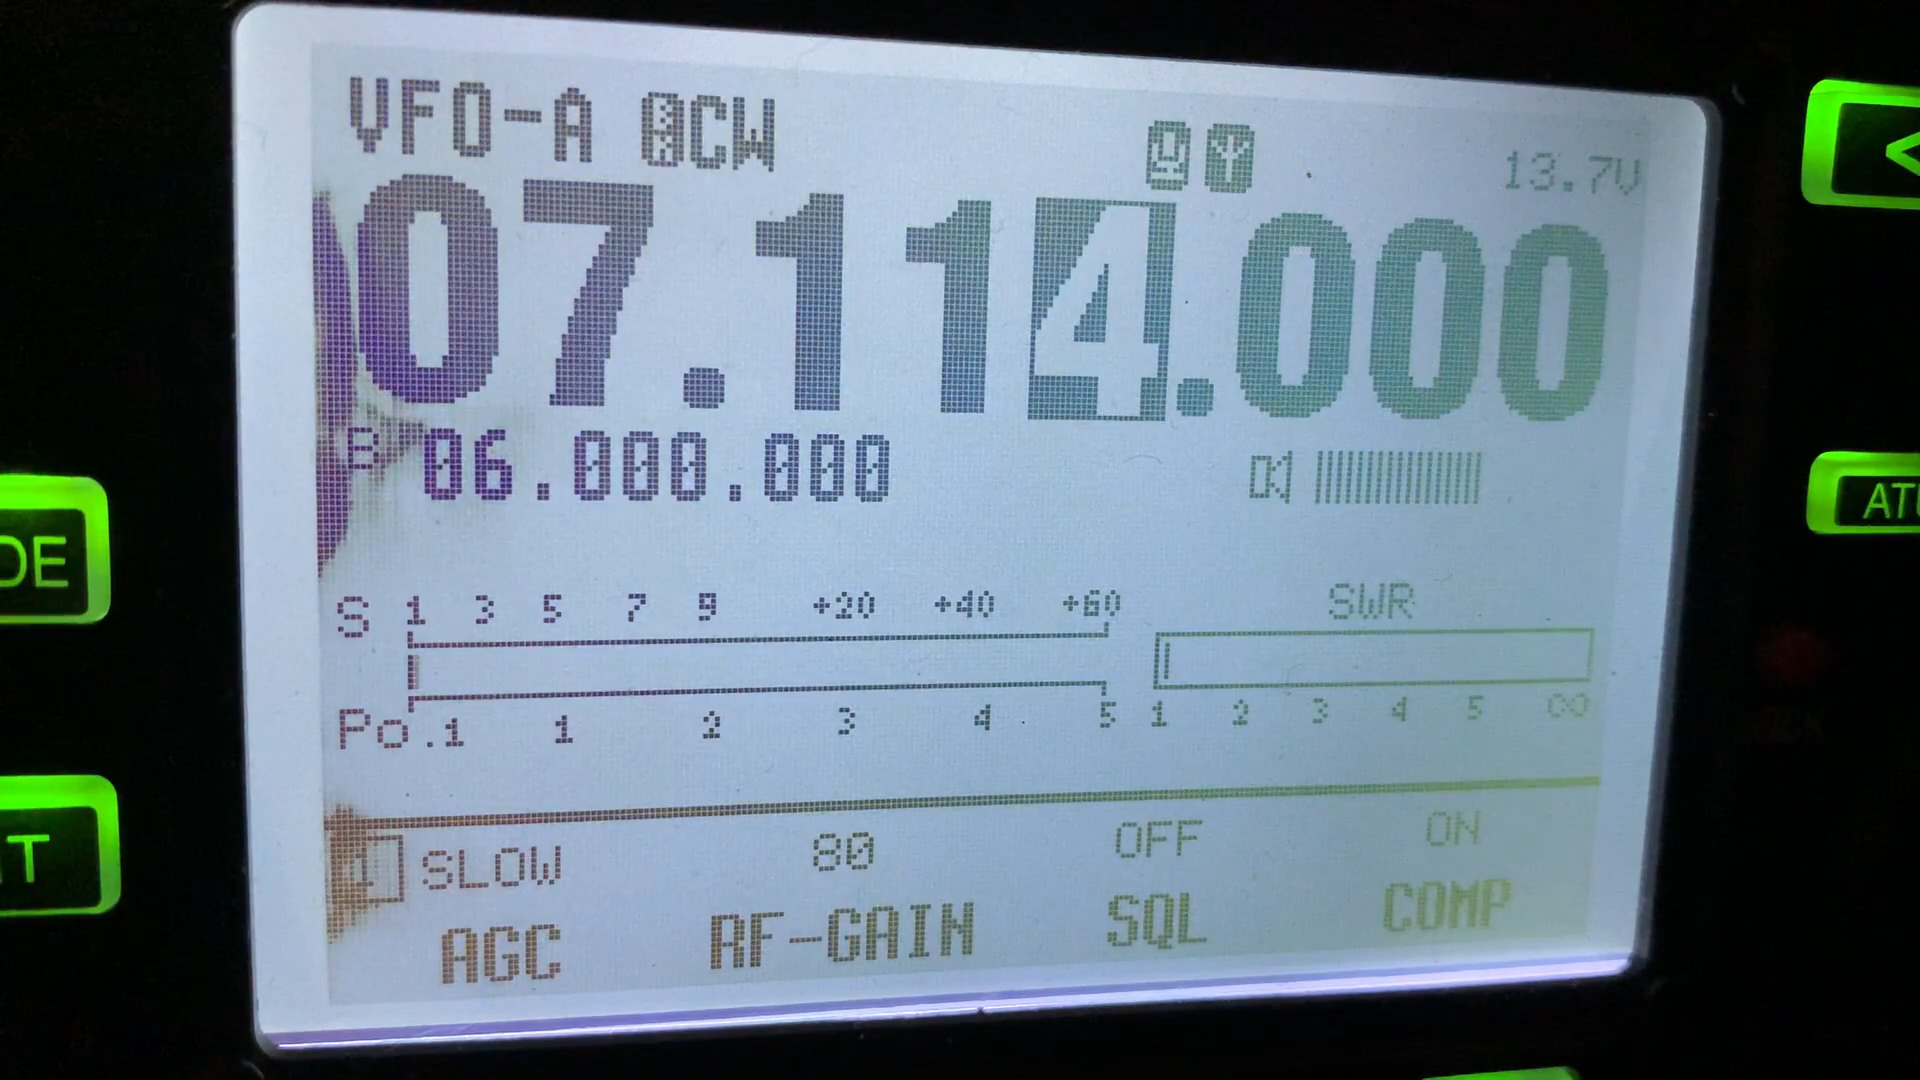 VFO-A CW
13.7V
07.114.000
B 06.000.000
S 1 3 5 7 9 +20 +40 +60 SWR
Po.1 1 2 3 4 5 1 2 3 4 5 ∞
1 SLOW 80 OFF ON
AGC RF-GAIN SQL COMP
DE
T
<
AT